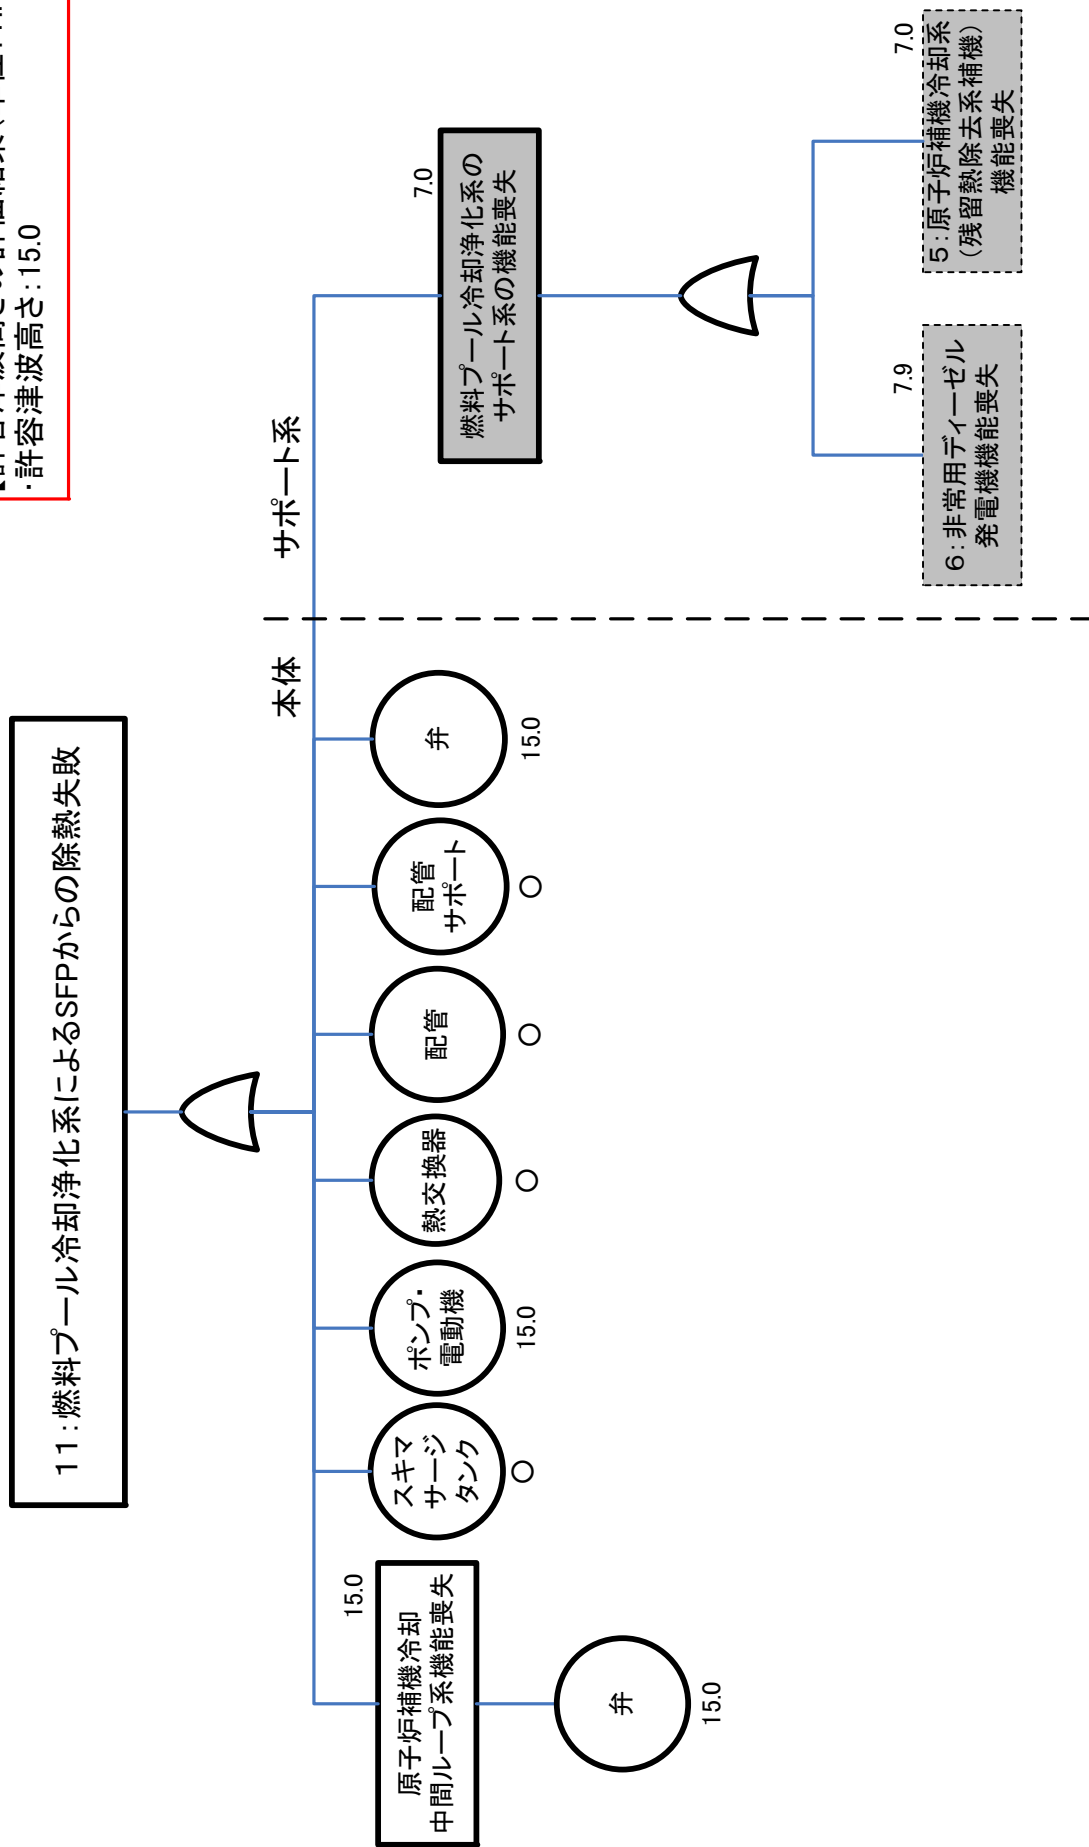 ・許容津波高さ：15.0
11：燃料プール冷却浄化系によるSFPからの除熱失敗
本体
サポート系
15.0
原子炉補機冷却
中間ループ系機能喪失
弁
15.0
スキマ
サージ
タンク
○
ポンプ・
電動機
15.0
熱交換器
○
配管
○
配管
サポート
○
弁
15.0
7.0
燃料プール冷却浄化系の
サポート系の機能喪失
7.9
6：非常用ディーゼル
発電機機能喪失
7.0
5：原子炉補機冷却系
（残留熱除去系補機）
機能喪失